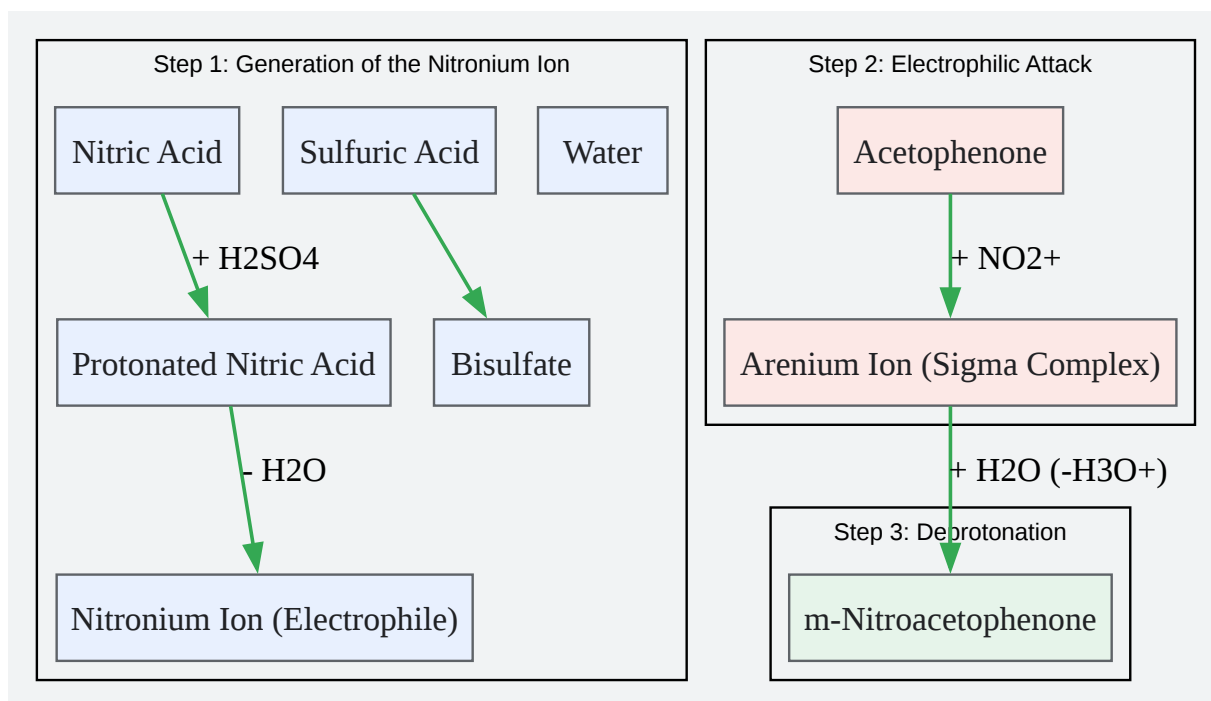 Step 1: Generation of the Nitronium Ion
Nitric Acid
Sulfuric Acid
Water
+ H2SO4
Protonated Nitric Acid
Bisulfate
- H2O
Nitronium Ion (Electrophile)
Step 2: Electrophilic Attack
Acetophenone
+ NO2+
Arenium Ion (Sigma Complex)
+ H2O (-H3O+)
Step 3: Deprotonation
m-Nitroacetophenone